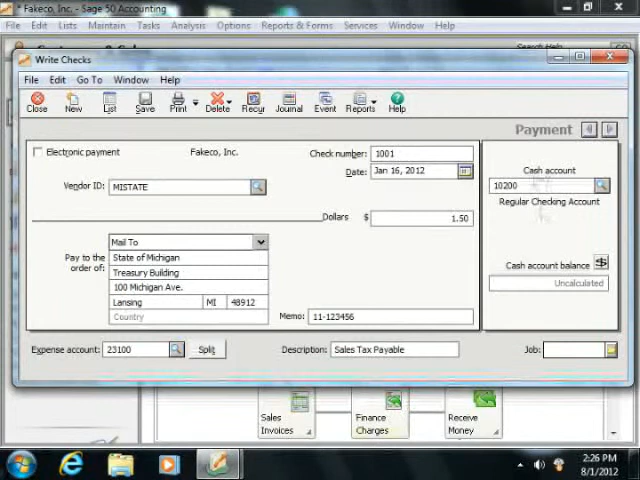 * Fakeco, Inc. - Sage 50 Accounting
File Edit Lists Maintain Tasks Analysis Options Reports & Forms Services Window Help
Search Help
Write Checks
File Edit Go To Window Help
Close New List Save Print Delete Recur Journal Event Reports Help
Payment
Electronic payment Fakeco, Inc. Check number: 1001
Date: Jan 16, 2012
Vendor ID: MISTATE
Dollars $ 1.50
Cash account
10200
Regular Checking Account
Mail To
Pay to the order of:
State of Michigan
Treasury Building
100 Michigan Ave.
Lansing MI 48912
Country
Memo: 11-123456
Cash account balance
Uncalculated
Expense account: 23100 Split Description: Sales Tax Payable Job:
Sales Invoices
Finance Charges
Receive Money
2:26 PM
8/1/2012